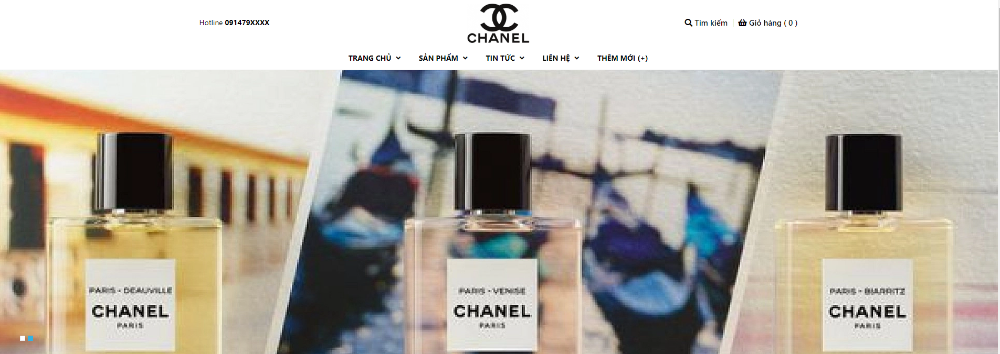 Hotline 091479XXXX
CHANEL
Tìm kiếm
Giỏ hàng ( 0 )
TRANG CHỦ
SẢN PHẨM
TIN TỨC
LIÊN HỆ
THÊM MỚI (+)
PARIS - DEAUVILLE
CHANEL
PARIS
PARIS - VENISE
CHANEL
PARIS
PARIS - BIARRITZ
CHANEL
PARIS